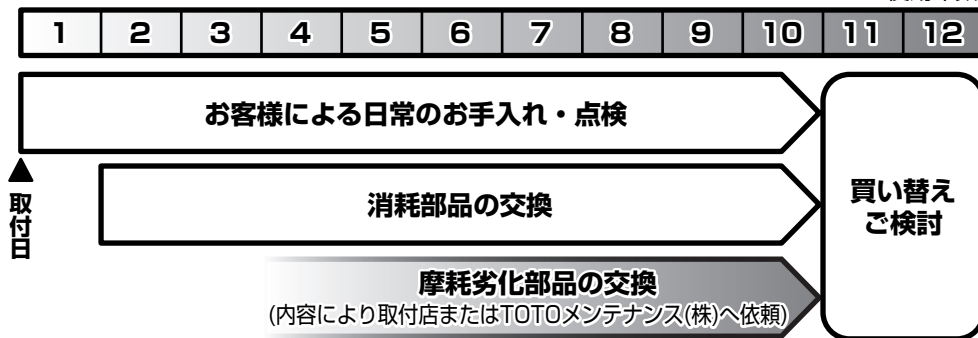 1 2 3 4 5 6 7 8 9 10 11 12
お客様による日常のお手入れ・点検
取付日
消耗部品の交換
買い替え
ご検討
摩耗劣化部品の交換
(内容により取付店またはTOTOメンテナンス(株)へ依頼)